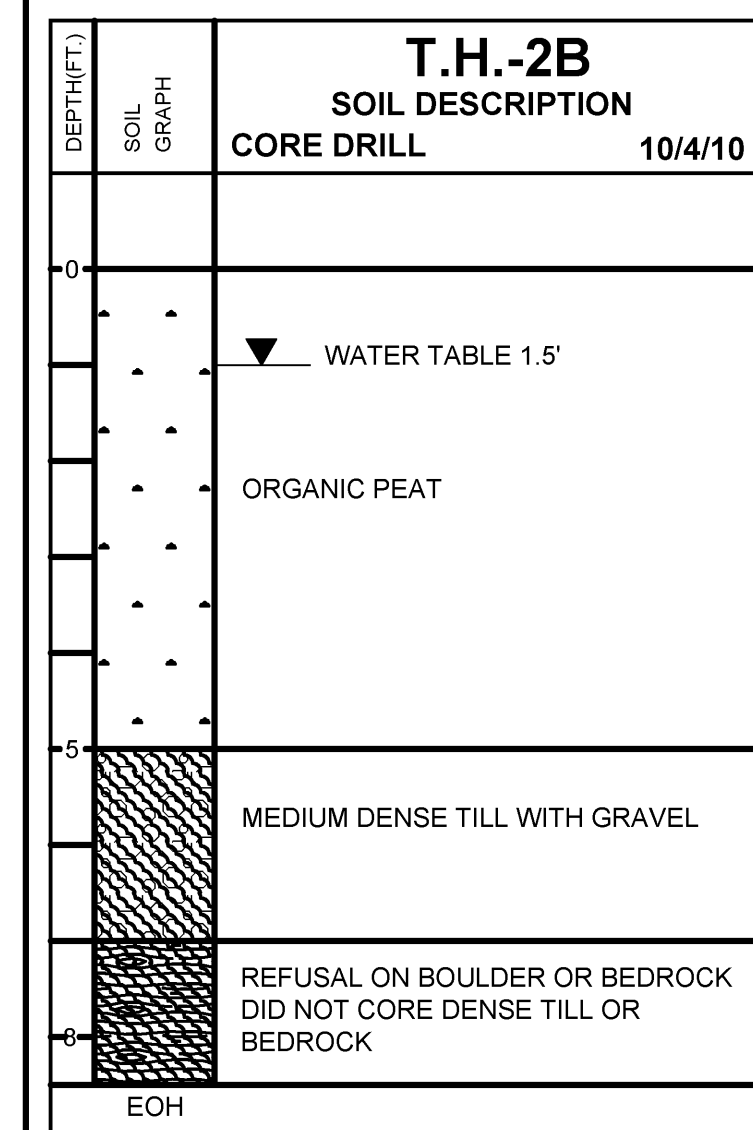 DEPTH(FT.)
SOIL
GRAPH
T.H.-2B
SOIL DESCRIPTION
CORE DRILL 10/4/10
0
WATER TABLE 1.5'
ORGANIC PEAT
5
MEDIUM DENSE TILL WITH GRAVEL
REFUSAL ON BOULDER OR BEDROCK
DID NOT CORE DENSE TILL OR
BEDROCK
8
EOH